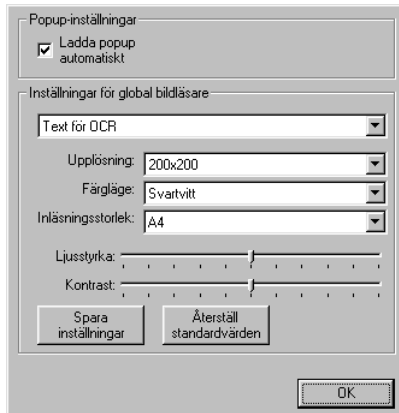 Popup-inställningar
Ladda popup
automatiskt
Inställningar för global bildläsare
Text för OCR
Upplösning: 200x200
Färgläge: Svartvitt
Inläsningsstorlek: A4
Ljusstyrka:
Kontrast:
Spara
inställningar
Återställ
standardvärden
OK